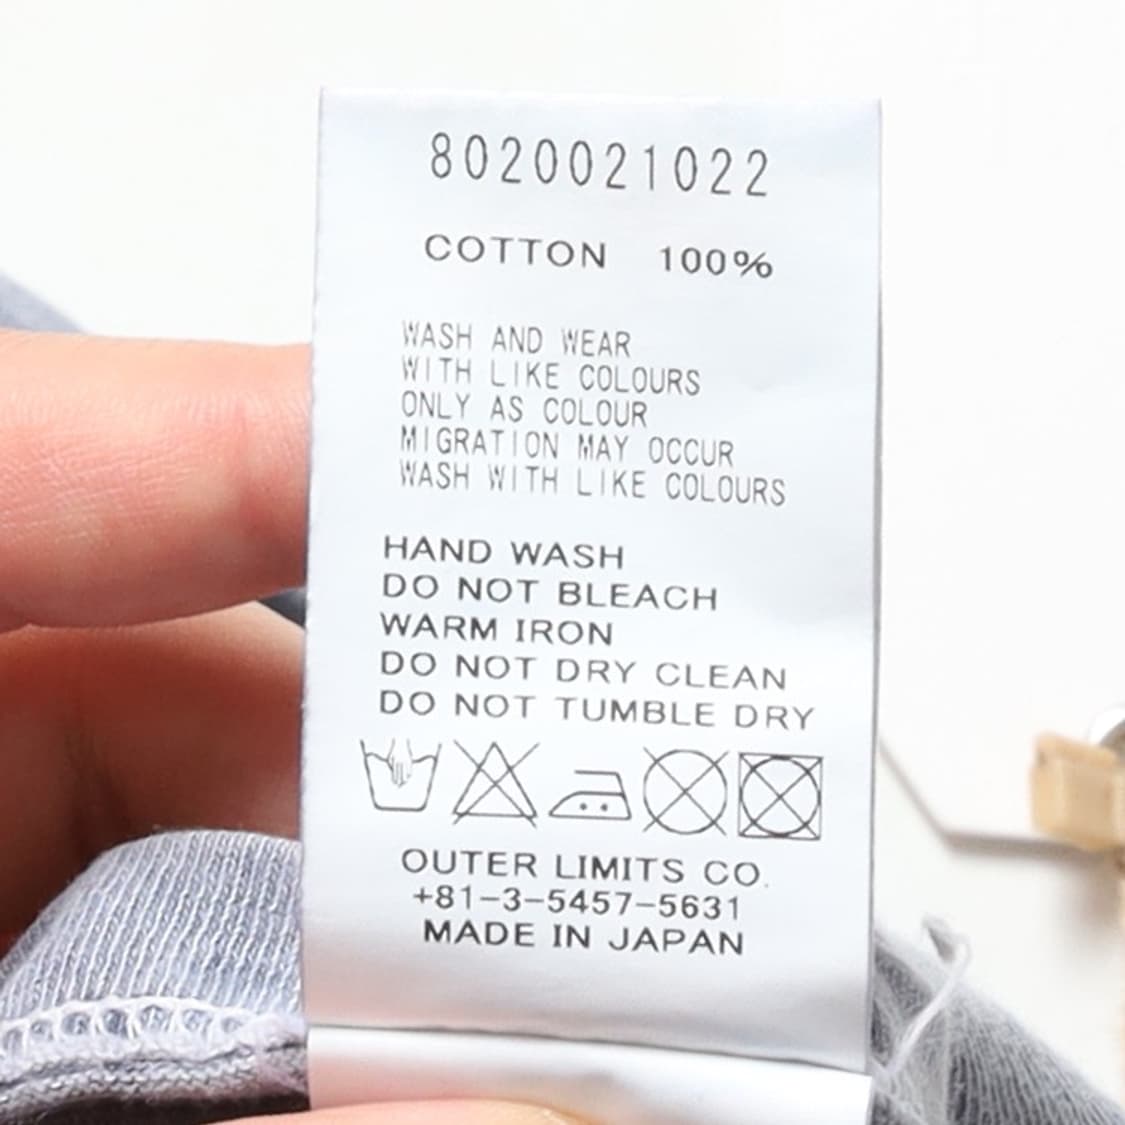 8020021022
COTTON 100%
WASH AND WEAR
WITH LIKE COLOURS
ONLY AS COLOUR
MIGRATION MAY OCCUR
WASH WITH LIKE COLOURS
HAND WASH
DO NOT BLEACH
WARM IRON
DO NOT DRY CLEAN
DO NOT TUMBLE DRY
OUTER LIMITS CO.
+81-3-5457-5631
MADE IN JAPAN